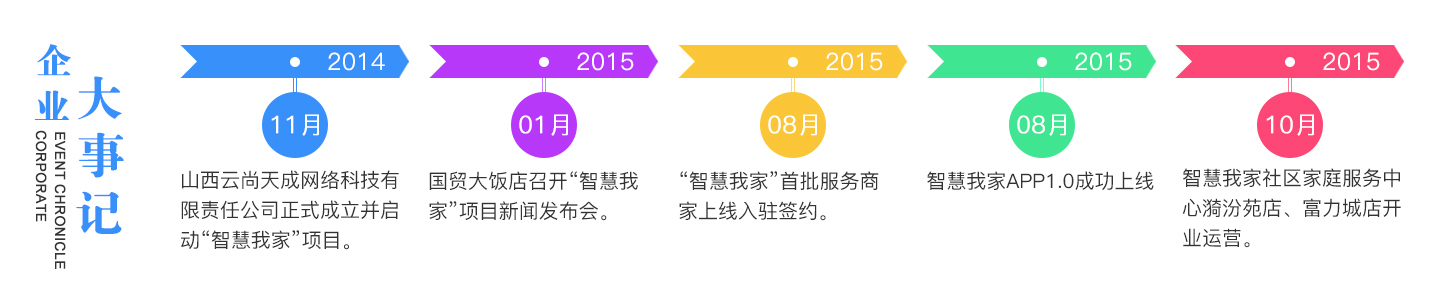 企业
大事记
EVENT CHRONICLE
CORPORATE
2014
11月
山西云尚天成网络科技有
限责任公司正式成立并启
动“智慧我家”项目。
2015
01月
国贸大饭店召开“智慧我
家”项目新闻发布会。
2015
08月
“智慧我家”首批服务商
家上线入驻签约。
2015
08月
智慧我家APP1.0成功上线
2015
10月
智慧我家社区家庭服务中
心漪汾苑店、富力城店开
业运营。